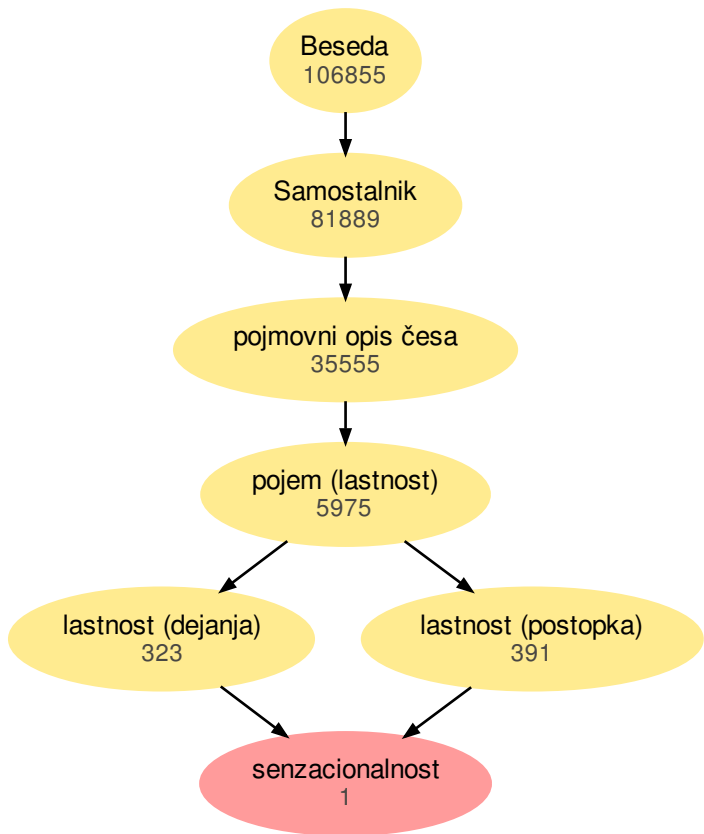 Beseda
106855
Samostalnik
81889
pojmovni opis česa
35555
pojem (lastnost)
5975
lastnost (dejanja)
323
lastnost (postopka)
391
senzacionalnost
1